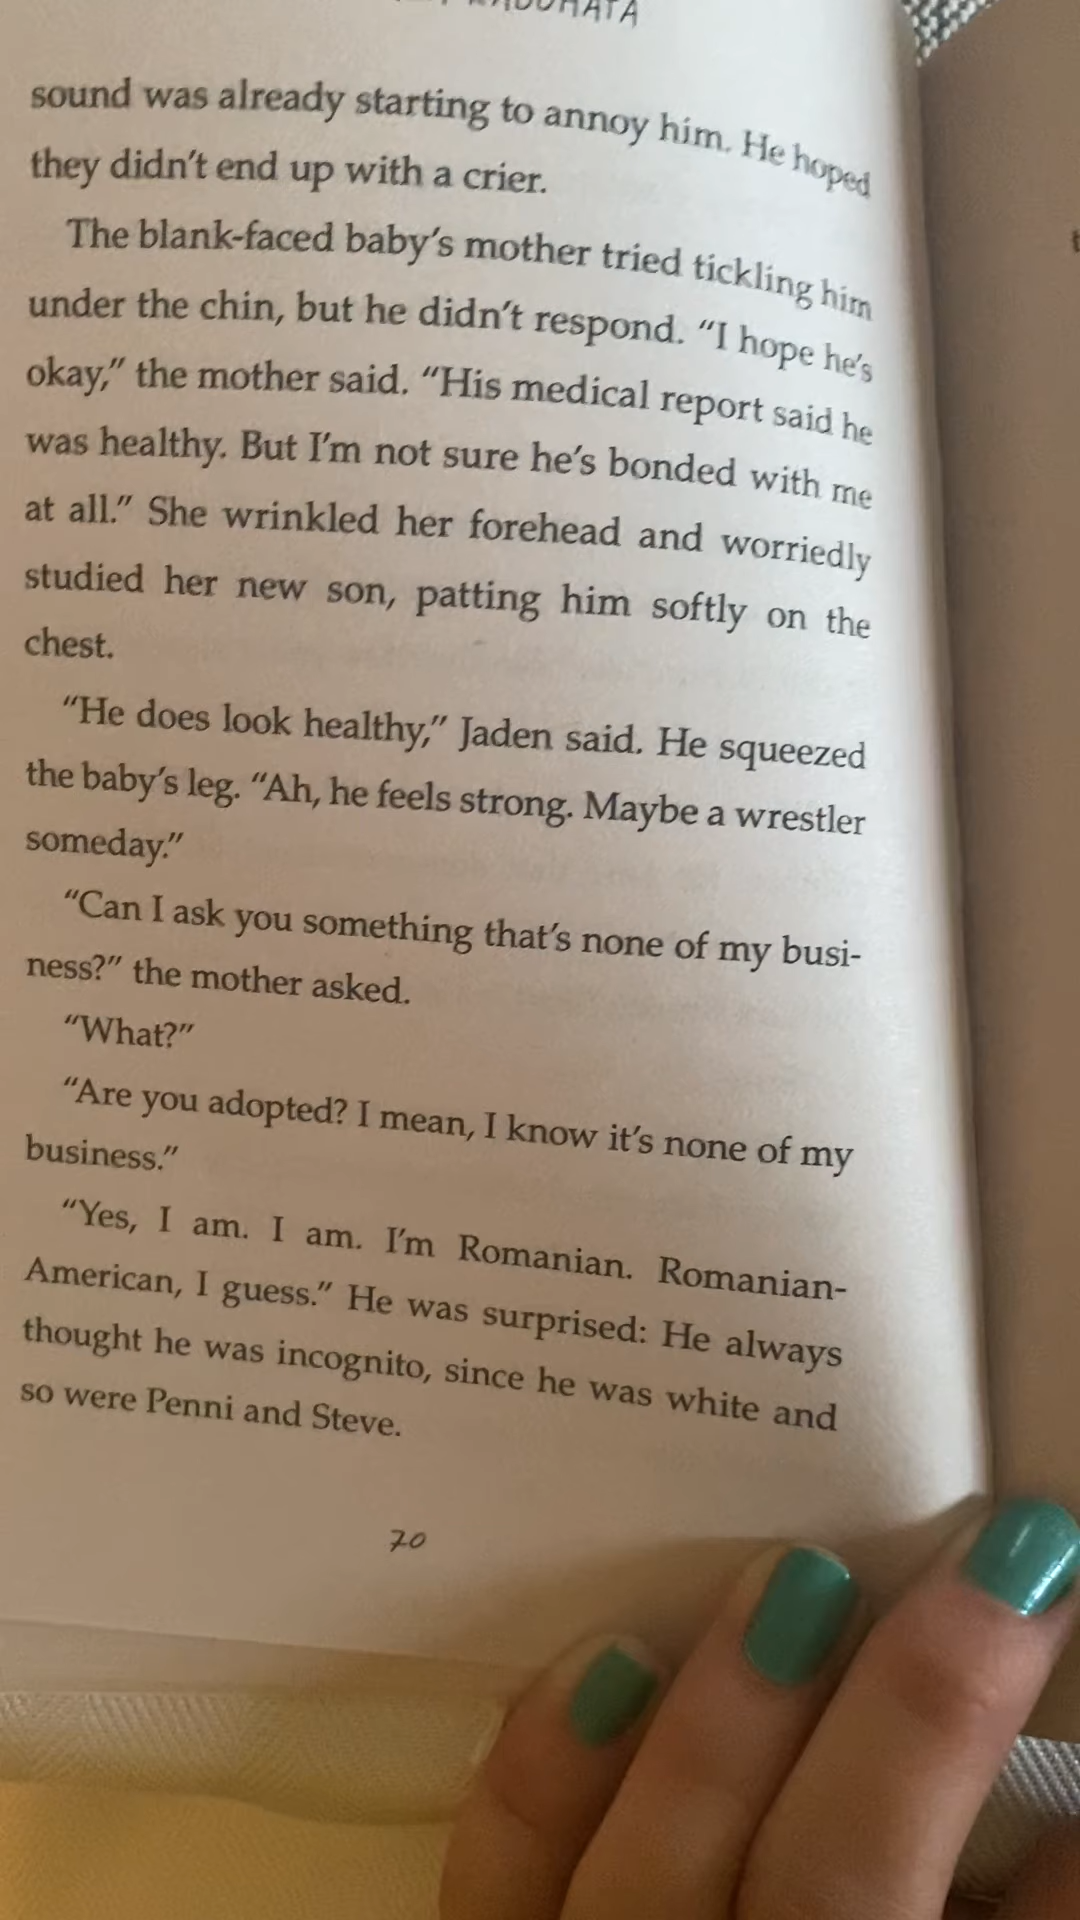 KADOHATA
sound was already starting to annoy him. He hoped
they didn’t end up with a crier.
The blank-faced baby’s mother tried tickling him
under the chin, but he didn’t respond. “I hope he’s
okay,” the mother said. “His medical report said he
was healthy. But I’m not sure he’s bonded with me
at all.” She wrinkled her forehead and worriedly
studied her new son, patting him softly on the
chest.
“He does look healthy,” Jaden said. He squeezed
the baby’s leg. “Ah, he feels strong. Maybe a wrestler
someday.”
“Can I ask you something that’s none of my busi-
ness?” the mother asked.
“What?”
“Are you adopted? I mean, I know it’s none of my
business.”
“Yes, I am. I am. I’m Romanian. Romanian-
American, I guess.” He was surprised: He always
thought he was incognito, since he was white and
so were Penni and Steve.
70